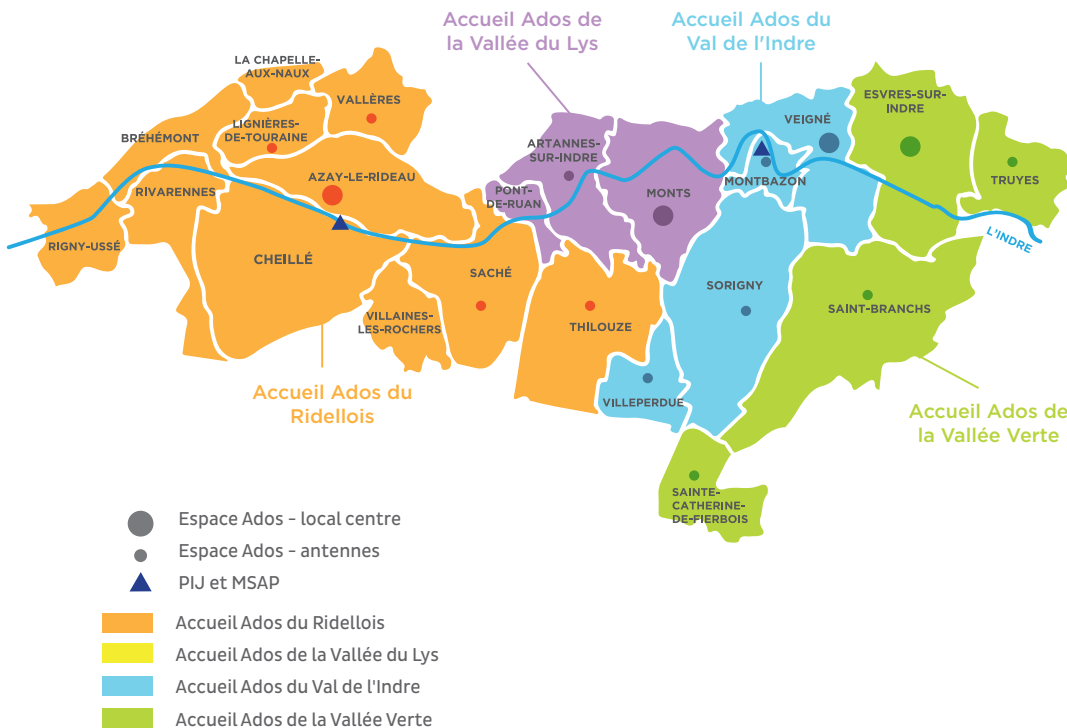 Accueil Ados de
la Vallée du Lys
Accueil Ados du
Val de l'Indre
LA CHAPELLE-
AUX-NAUX
VALLÈRES
ESVRES-SUR-
INDRE
LIGNIÈRES-
DE-TOURAINE
BRÉHÉMONT
VEIGNÉ
ARTANNES-
SUR-INDRE
AZAY-LE-RIDEAU
RIVARENNES
PONT-
DE-RUAN
MONTS
MONTBAZON
TRUYES
RIGNY-USSÉ
L'INDRE
CHEILLÉ
SACHÉ
SORIGNY
SAINT-BRANCHS
VILLAINES-
LES-ROCHERS
THILOUZE
Accueil Ados du
Ridellois
VILLEPERDUE
Accueil Ados de
la Vallée Verte
SAINTE-
CATHERINE-
DE-FIERBOIS
Espace Ados - local centre
Espace Ados - antennes
PIJ et MSAP
Accueil Ados du Ridellois
Accueil Ados de la Vallée du Lys
Accueil Ados du Val de l'Indre
Accueil Ados de la Vallée Verte